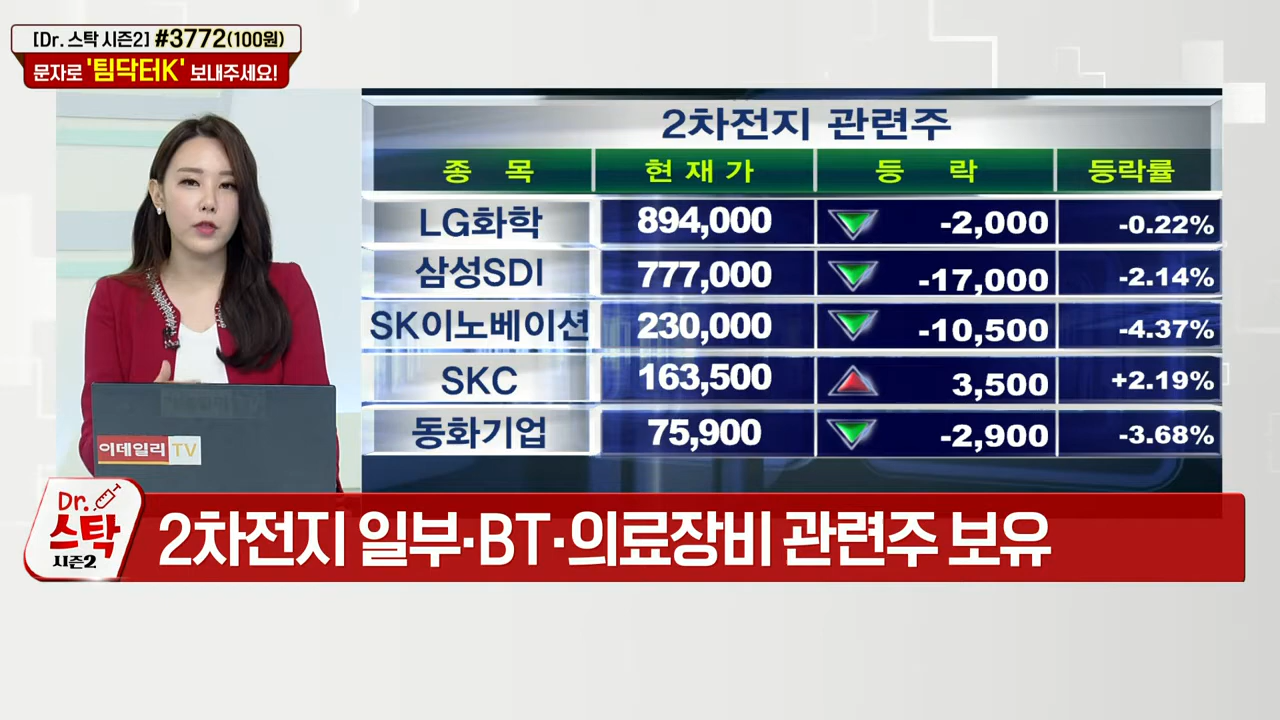 [Dr. 스탁 시즌2] #3772(100원)
문자로 '팀닥터K' 보내주세요!
2차전지 관련주
종 목 현 재 가 등 락 등락률
LG화학 894,000 -2,000 -0.22%
삼성SDI 777,000 -17,000 -2.14%
SK이노베이션 230,000 -10,500 -4.37%
SKC 163,500 3,500 +2.19%
동화기업 75,900 -2,900 -3.68%
이데일리 TV
Dr.
스탁
시즌2
2차전지 일부·BT·의료장비 관련주 보유